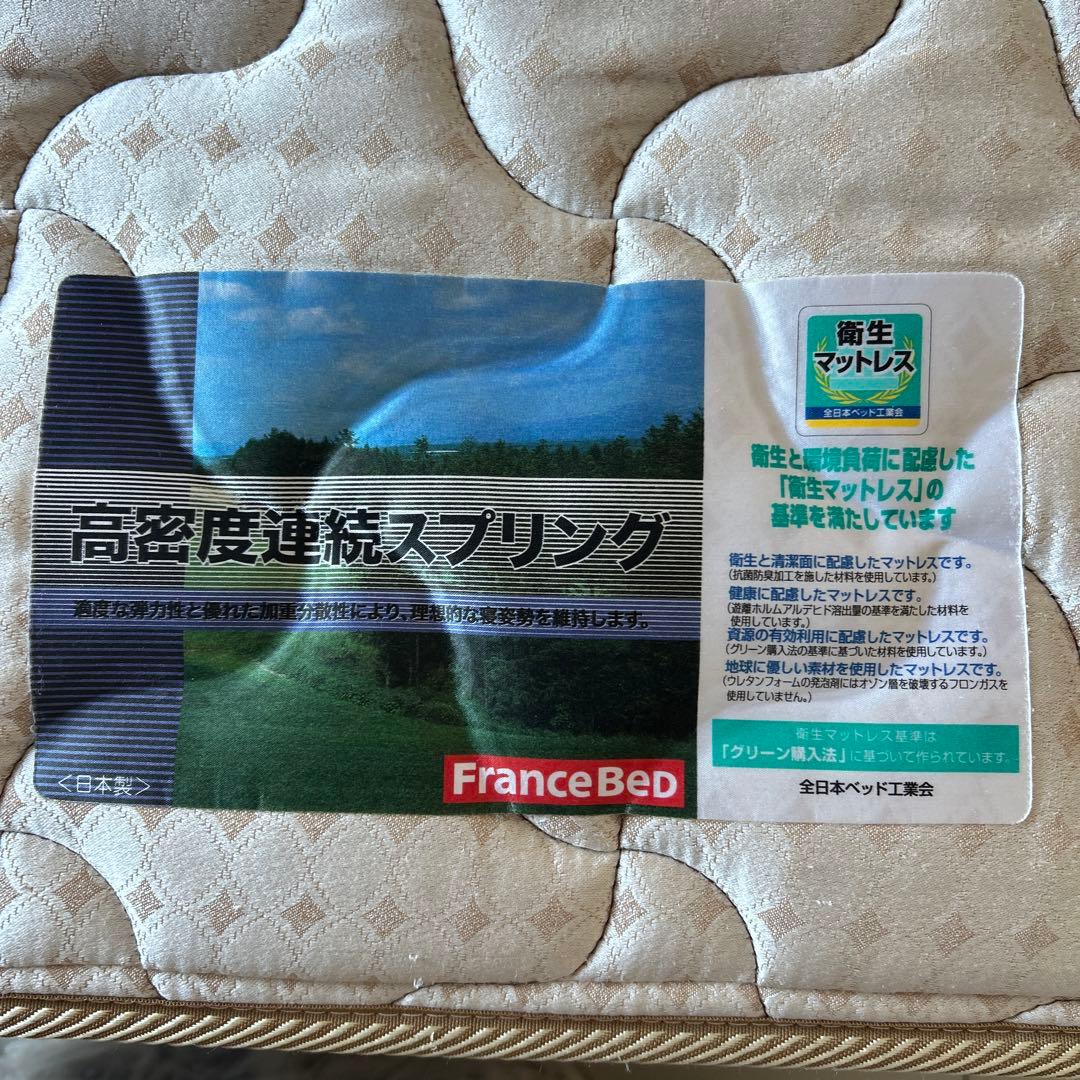 高密度連続スプリング
適度な弾力性と優れた加重分散性により、理想的な寝姿勢を維持します。
<日本製>
FRANCEBED
衛生
マットレス
全日本ベッド工業会
衛生と環境負荷に配慮した
「衛生マットレス」の
基準を満たしています
衛生と清潔面に配慮したマットレスです。
(抗菌防臭加工を施した材料を使用しています。)
健康に配慮したマットレスです。
(遊離ホルムアルデヒド溶出量の基準を満たした材料を
使用しています。)
資源の有効利用に配慮したマットレスです。
(グリーン購入法の基準に基づいた材料を使用しています。)
地球に優しい素材を使用したマットレスです。
(ウレタンフォームの発泡剤にはオゾン層を破壊するフロンガスを
使用していません。)
衛生マットレス基準は
「グリーン購入法」に基づいて作られています。
全日本ベッド工業会